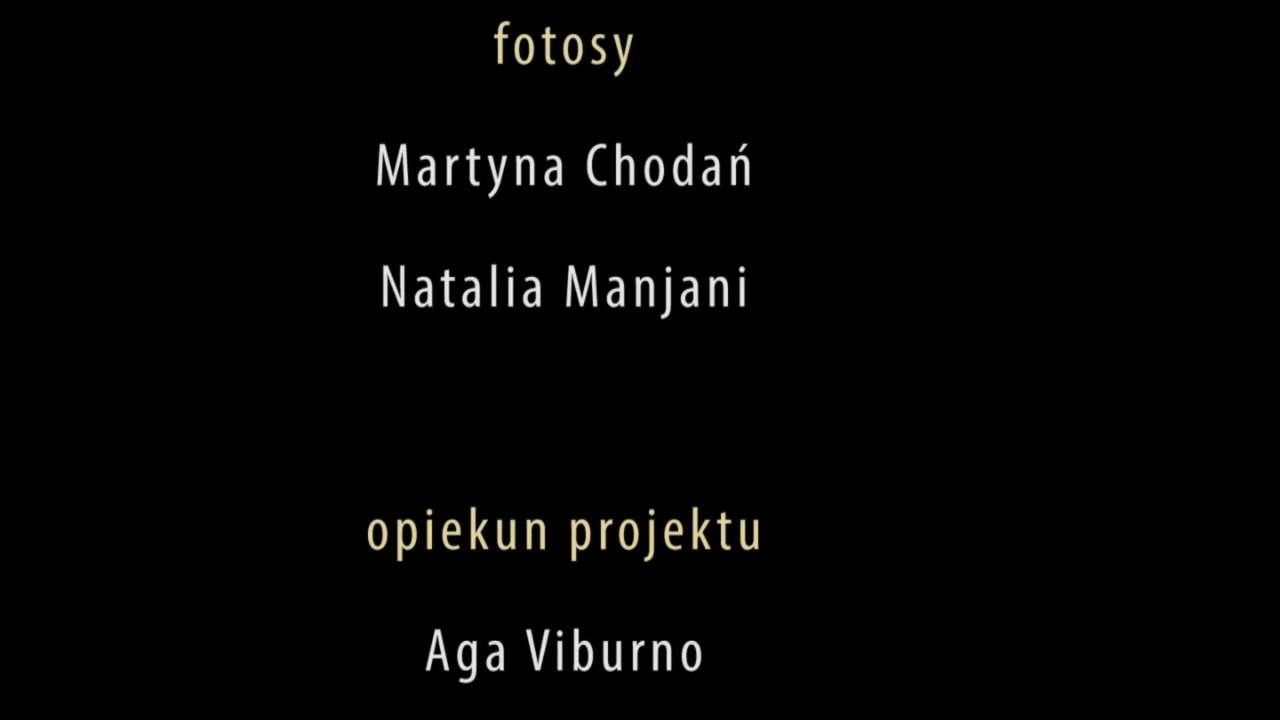 fotosy
Martyna Chodań
Natalia Manjani
opiekun projektu
Aga Viburno